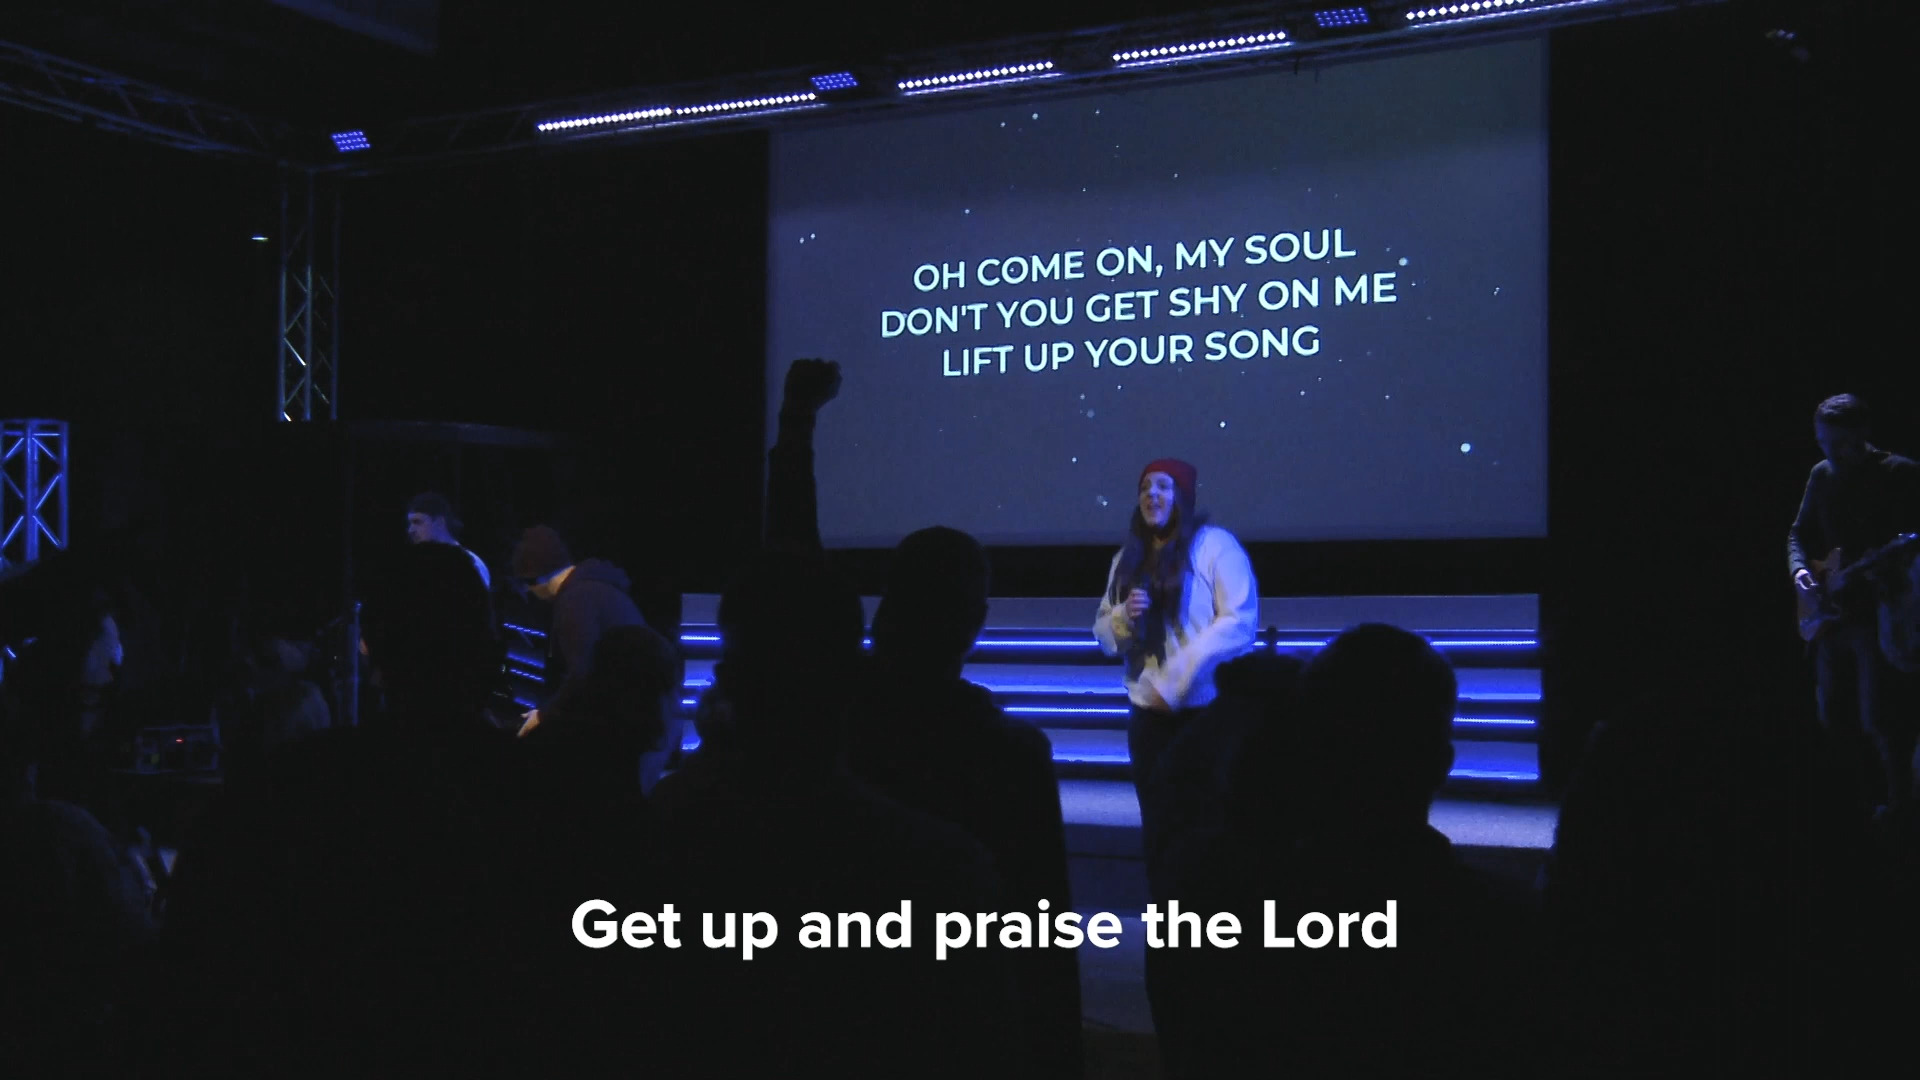 OH COME ON, MY SOUL
DON'T YOU GET SHY ON ME
LIFT UP YOUR SONG
Get up and praise the Lord